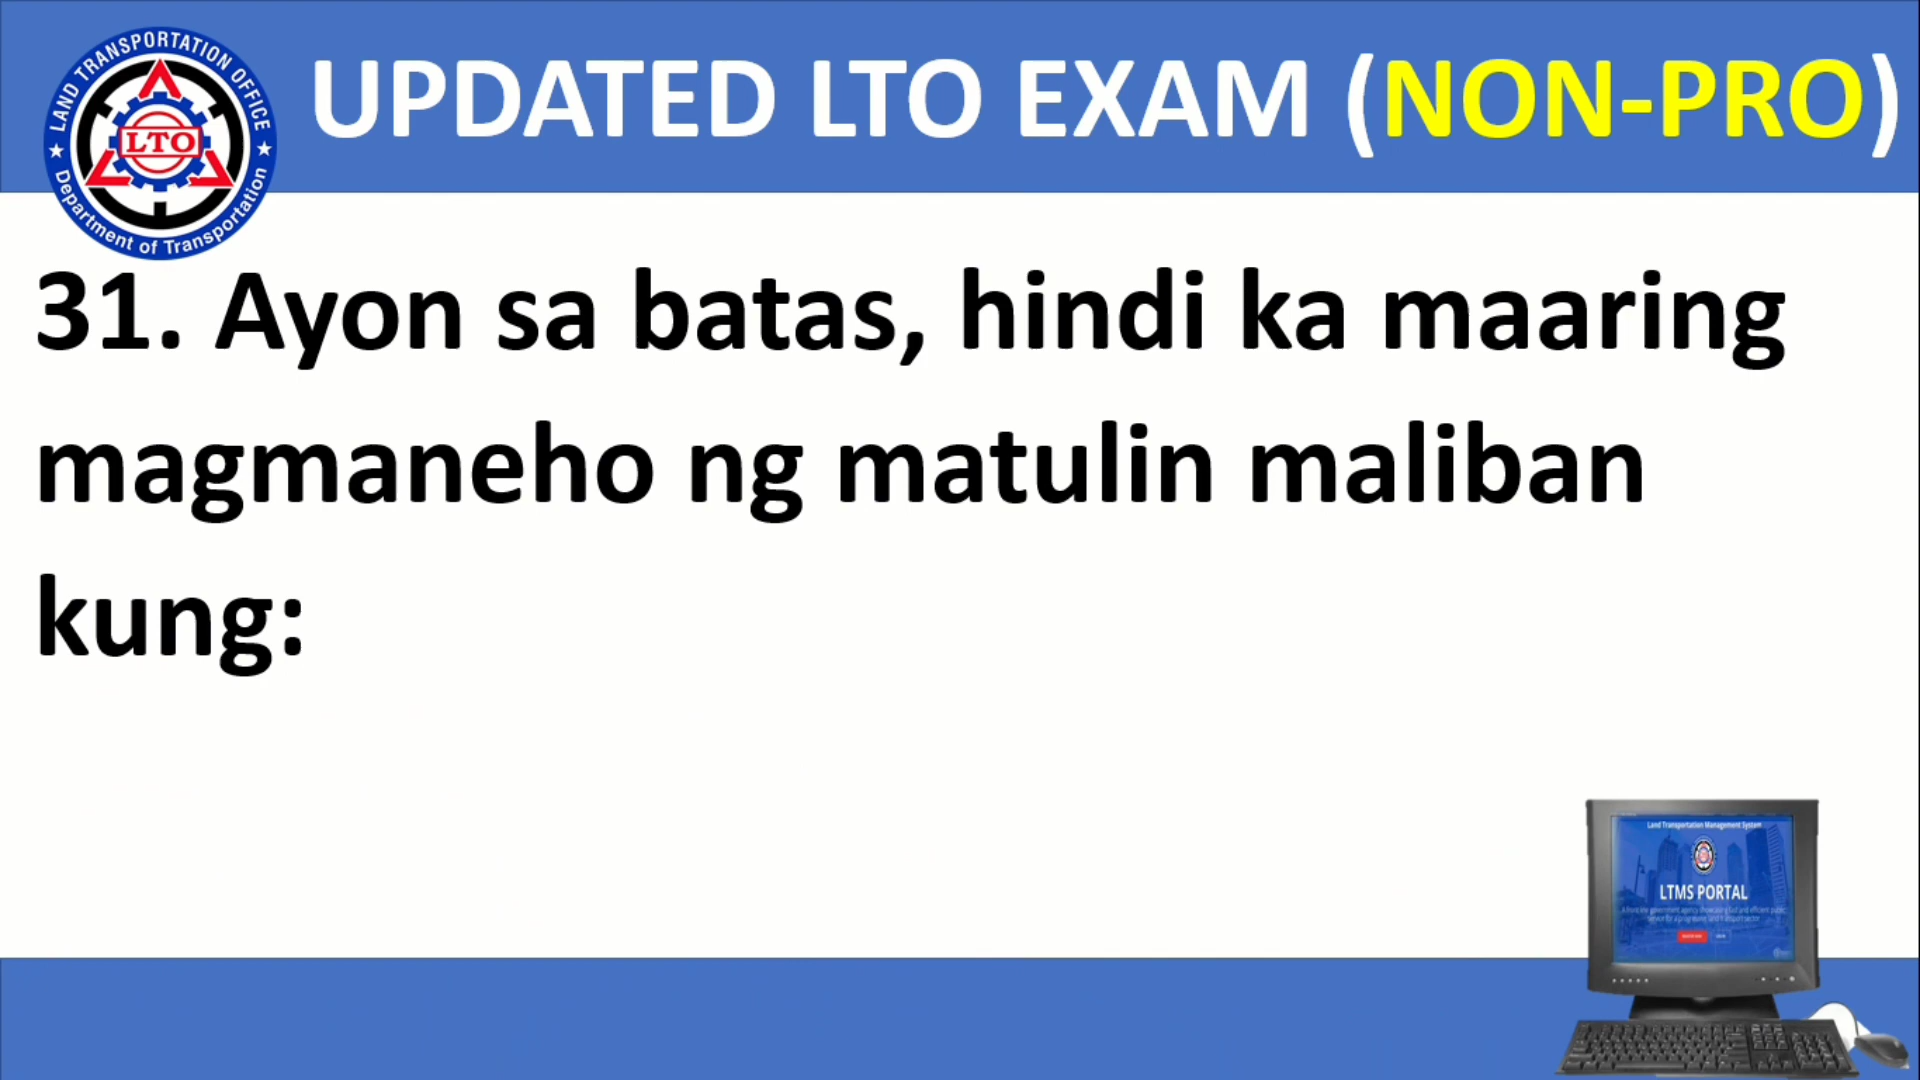 UPDATED LTO EXAM (NON-PRO)
LAND TRANSPORTATION OFFICE
LTO
Department of Transportation
31. Ayon sa batas, hindi ka maaring
magmaneho ng matulin maliban
kung:
Land Transportation Management System
LTMS PORTAL